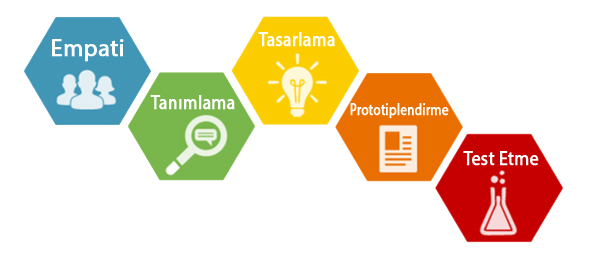 Empati
Tanımlama
Tasarlama
Prototiplendirme
Test Etme